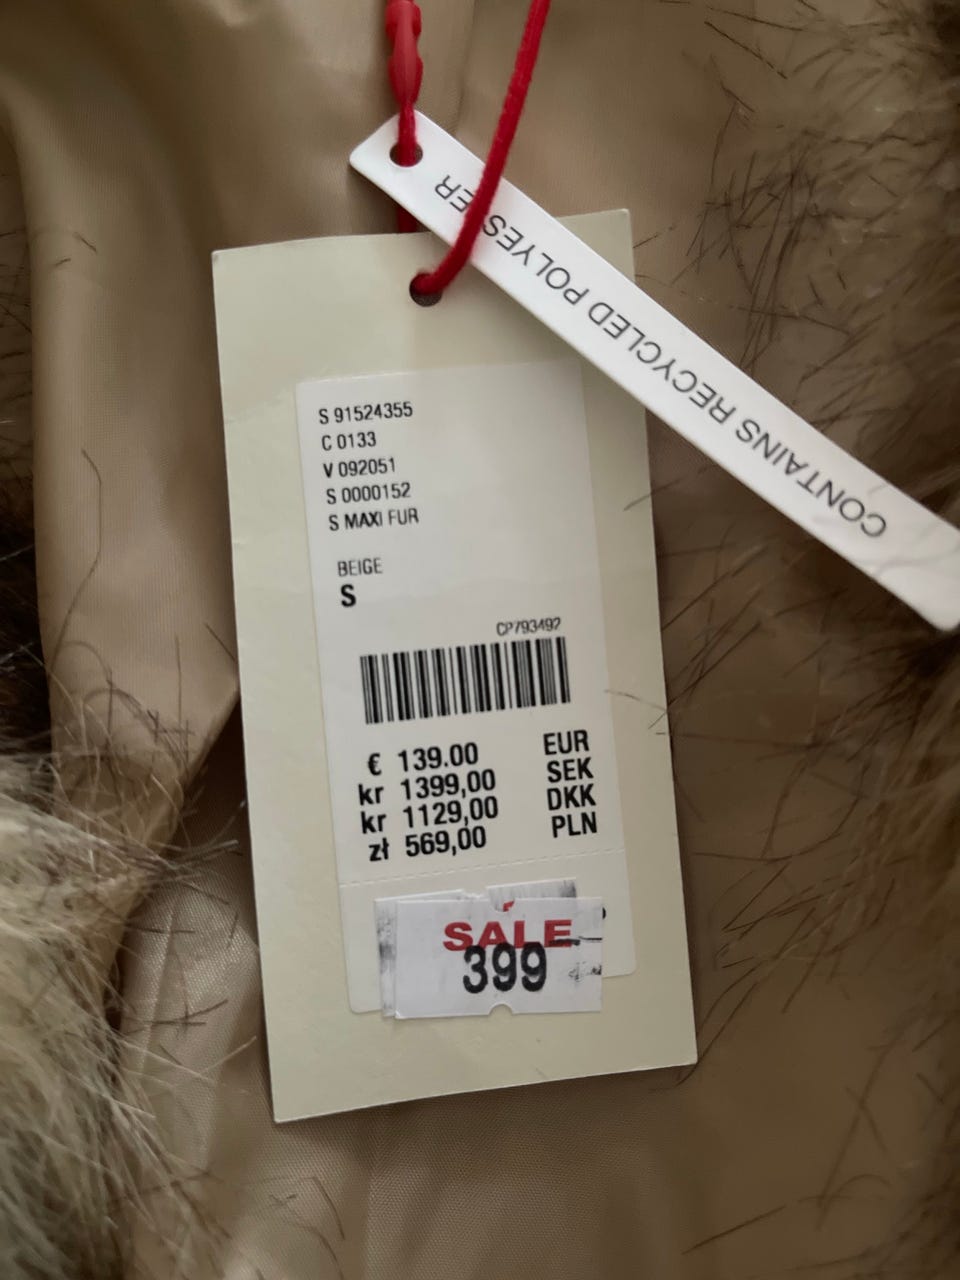 CONTAINS RECYCLED POLYESTER
S 91524355
C 0133
V 092051
S 0000152
S MAXI FUR
BEIGE
S
CP793492
€ 139.00 EUR
kr 1399,00 SEK
kr 1129,00 DKK
zł 569,00 PLN
SALE
399